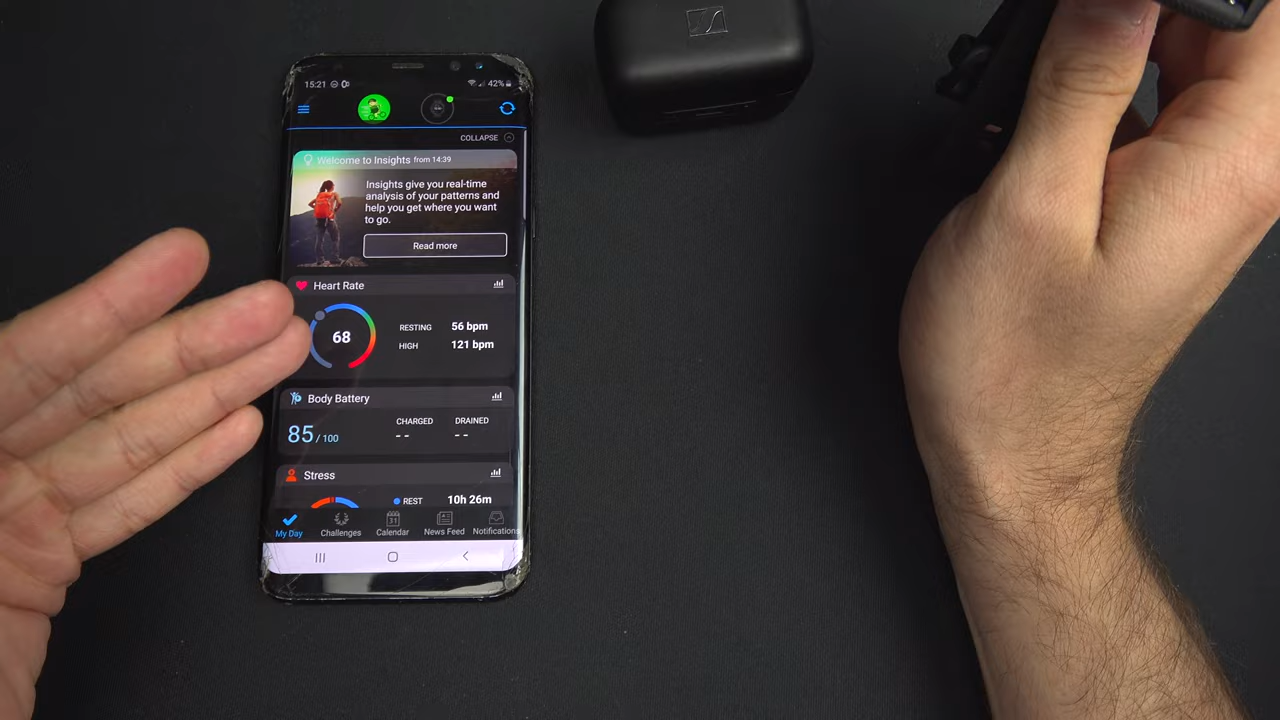 15:21
42%
COLLAPSE
Welcome to Insights from 14:39
Insights give you real-time
analysis of your patterns and
help you get where you want
to go.
Read more
Heart Rate
68
RESTING 56 bpm
HIGH 121 bpm
Body Battery
85 / 100
CHARGED DRAINED
-- --
Stress
REST 10h 26m
31
My Day Challenges Calendar News Feed Notifications